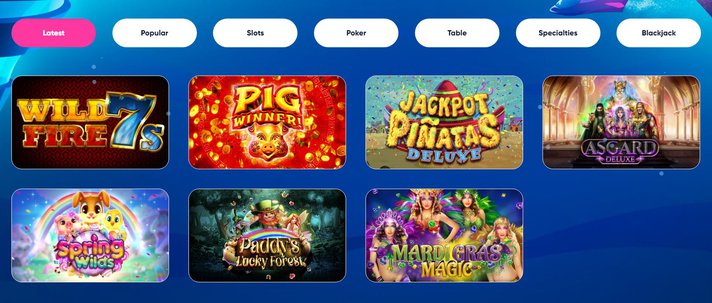 Latest
Popular
Slots
Poker
Table
Specialties
Blackjack
WILD
FIRE 7s
PIG
WINNER!
JACKPOT
PIÑATAS
DELUXE
ASGARD
DELUXE
Spring
Wilds
Paddy's
Lucky Forest
MARDI GRAS
MAGIC